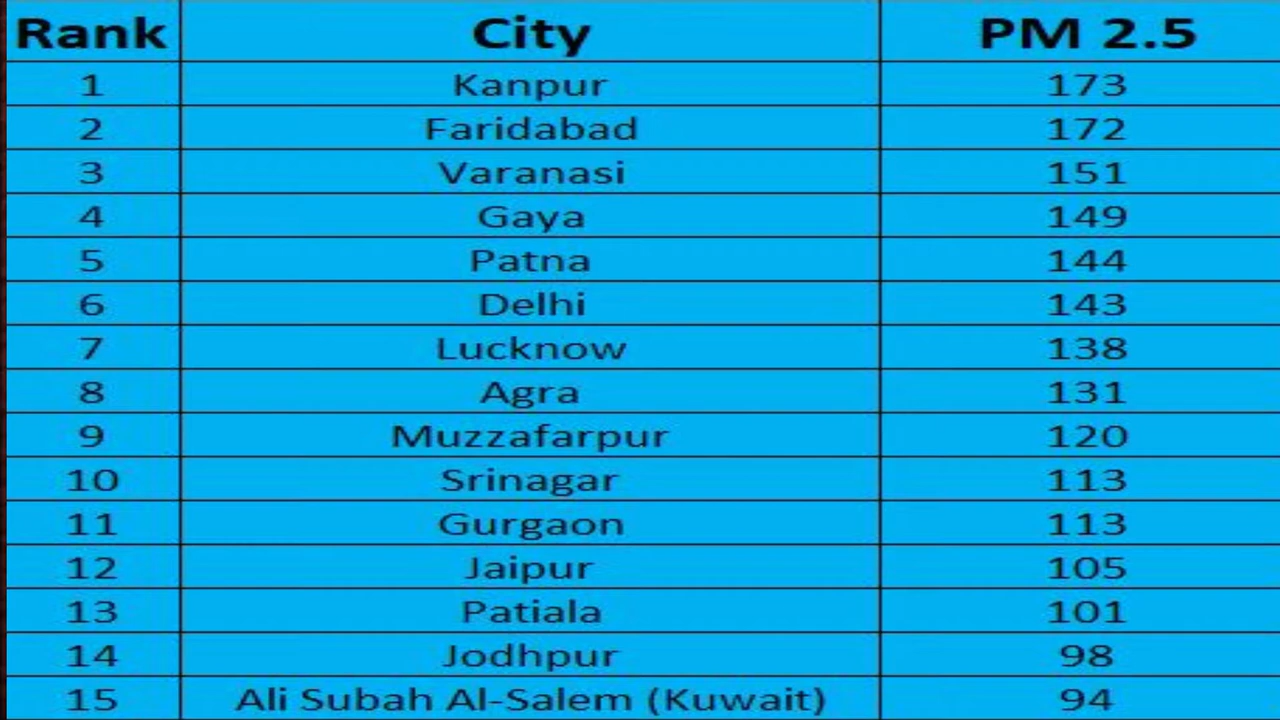 Rank City PM 2.5
1 Kanpur 173
2 Faridabad 172
3 Varanasi 151
4 Gaya 149
5 Patna 144
6 Delhi 143
7 Lucknow 138
8 Agra 131
9 Muzzafarpur 120
10 Srinagar 113
11 Gurgaon 113
12 Jaipur 105
13 Patiala 101
14 Jodhpur 98
15 Ali Subah Al-Salem (Kuwait) 94